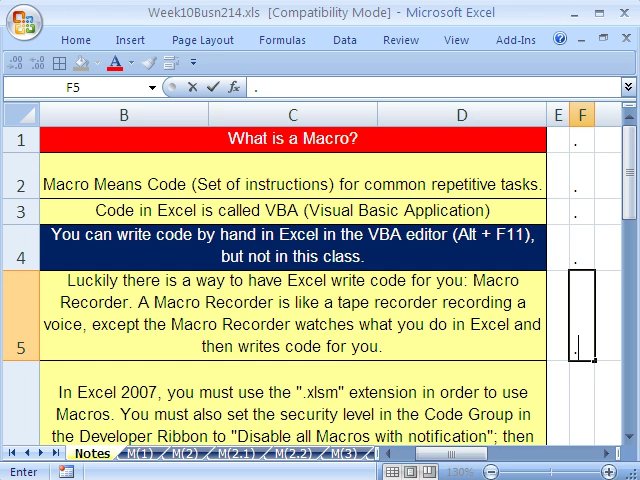 Week10Busn214.xls [Compatibility Mode] - Microsoft Excel
Home Insert Page Layout Formulas Data Review View Add-Ins
F5 .
B C D E F
1 What is a Macro? .
2 Macro Means Code (Set of instructions) for common repetitive tasks. .
3 Code in Excel is called VBA (Visual Basic Application) .
You can write code by hand in Excel in the VBA editor (Alt + F11),
4 but not in this class. .
Luckily there is a way to have Excel write code for you: Macro
Recorder. A Macro Recorder is like a tape recorder recording a
voice, except the Macro Recorder watches what you do in Excel and
5 then writes code for you. .
In Excel 2007, you must use the ".xlsm" extension in order to use
Macros. You must also set the security level in the Code Group in
the Developer Ribbon to "Disable all Macros with notification"; then
Notes M(1) M(2) M(2.1) M(2.2) M(3)
Enter 130%